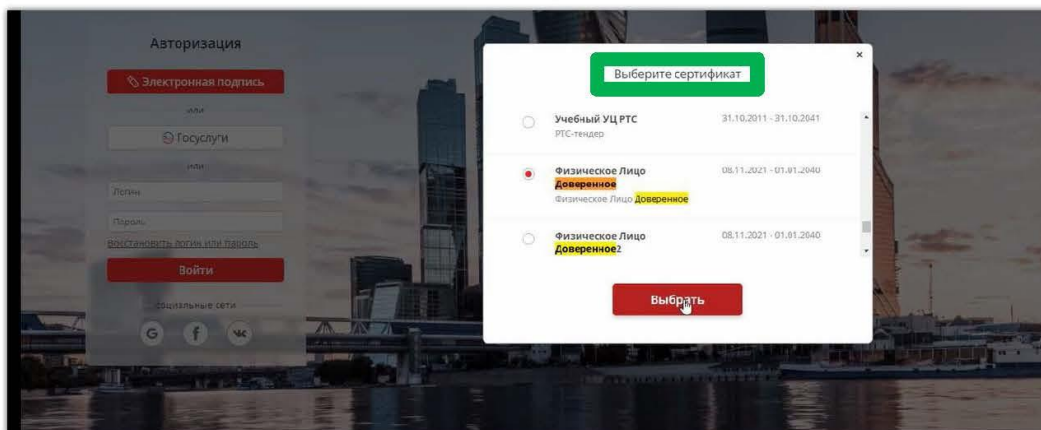 Авторизация
Электронная подпись
или
Госуслуги
или
Логин
Пароль
Восстановить логин или пароль
Войти
социальные сети
G f
×
Выберите сертификат
Учебный УЦ РТС 31.10.2011 - 31.10.2041
РТС-тендер
Физическое Лицо 08.11.2021 - 01.01.2040
Доверенное
Физическое Лицо Доверенное
Физическое Лицо 08.11.2021 - 01.01.2040
Доверенное2
Выбрать